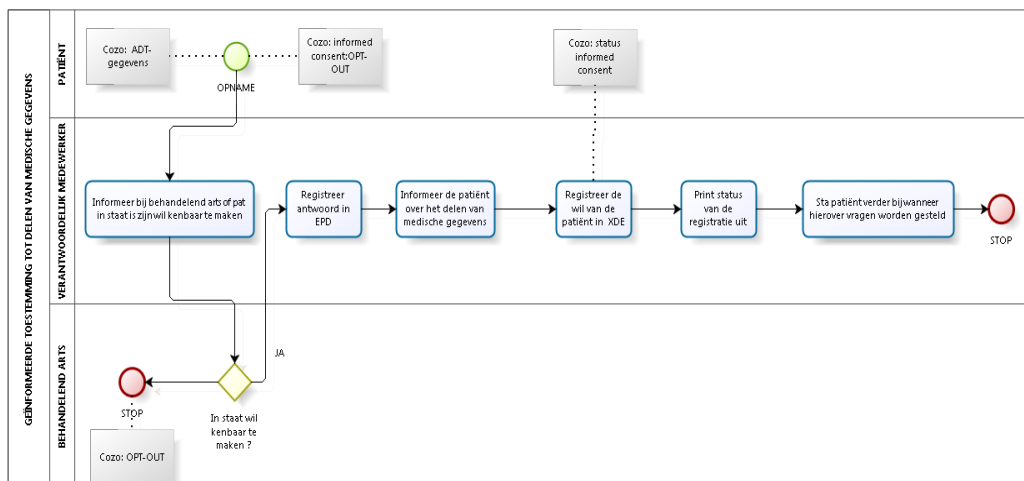 GEÏNFORMEERDE TOESTEMMING TOT DELEN VAN MEDISCHE GEGEVENS
PATIËNT
Cozo: ADT-
gegevens
OPNAME
Cozo: informed
consent:OPT-
OUT
Cozo: status
informed
consent
VERANTWOORDELIJK MEDEWERKER
Informeer bij behandelend arts of pat
in staat is zijn wil kenbaar te maken
Registreer
antwoord in
EPD
Informeer de patiënt
over het delen van
medische gegevens
Registreer de
wil van de
patiënt in XDE
Print status
van de
registratie uit
Sta patiënt verder bij wanneer
hierover vragen worden gesteld
STOP
BEHANDELEND ARTS
JA
STOP
In staat wil
kenbaar te
maken ?
Cozo: OPT-OUT